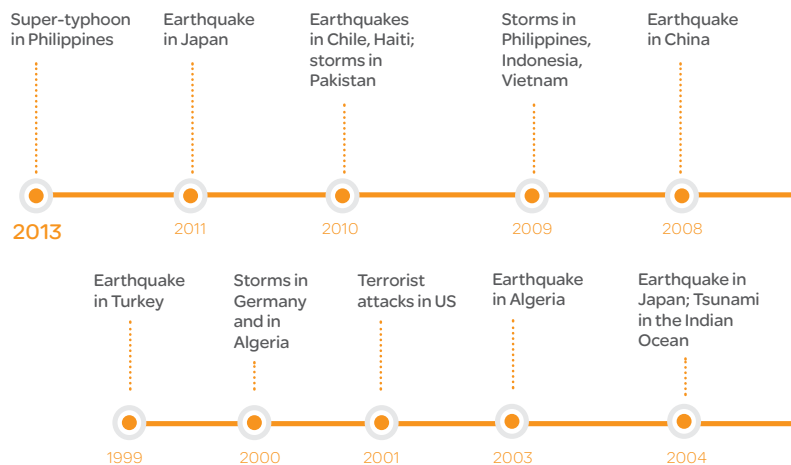 Super-typhoon
in Philippines
Earthquake
in Japan
Earthquakes
in Chile, Haiti;
storms in
Pakistan
Storms in
Philippines,
Indonesia,
Vietnam
Earthquake
in China
2013
2011
2010
2009
2008
Earthquake
in Turkey
Storms in
Germany
and in
Algeria
Terrorist
attacks in US
Earthquake
in Algeria
Earthquake in
Japan; Tsunami
in the Indian
Ocean
1999
2000
2001
2003
2004